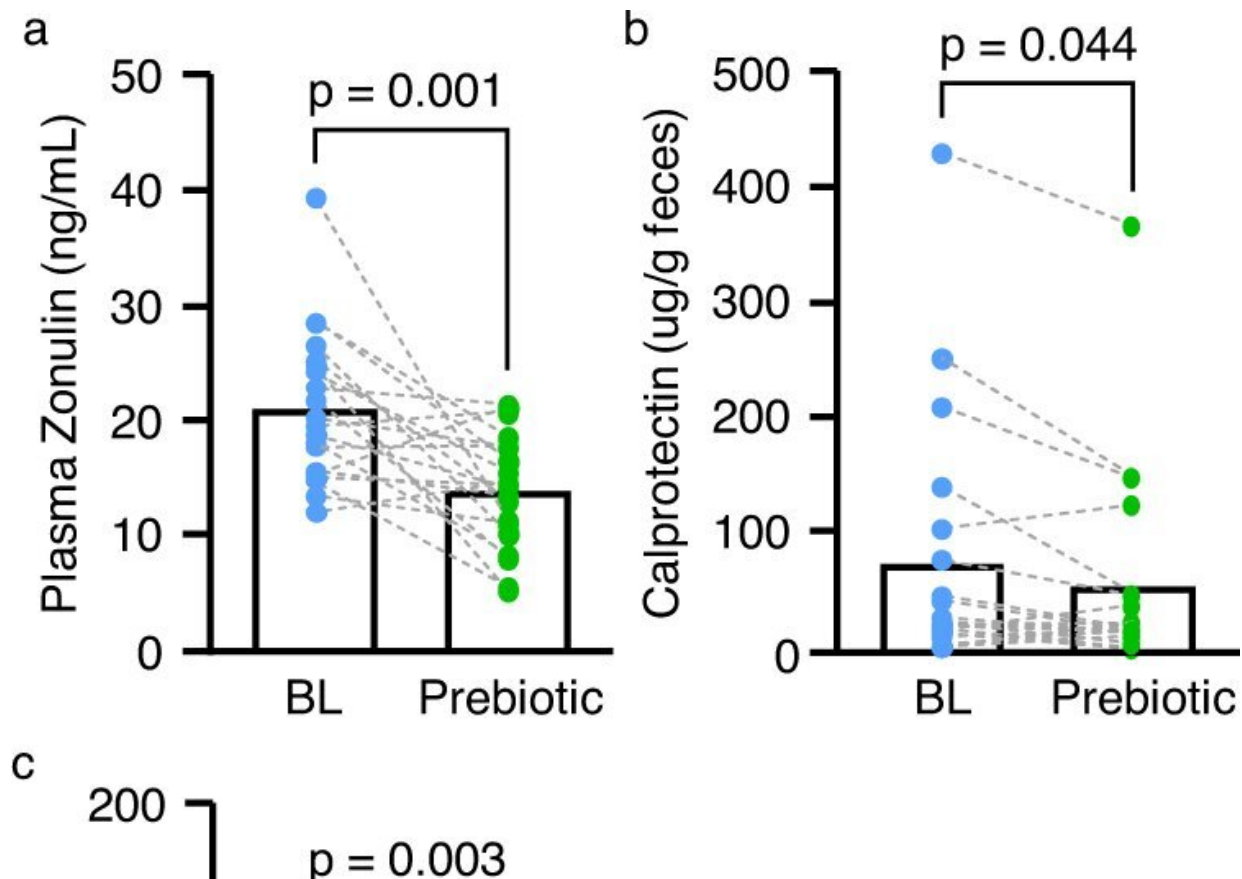 a
p = 0.001
Plasma Zonulin (ng/mL)
50
40
30
20
10
0
BL Prebiotic
b
p = 0.044
Calprotectin (ug/g feces)
500
400
300
200
100
0
BL Prebiotic
c
200
p = 0.003